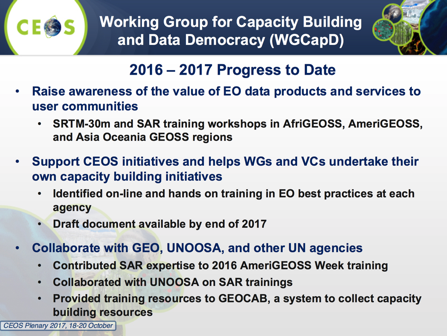 CEOS
Working Group for Capacity Building
and Data Democracy (WGCapD)
2016 – 2017 Progress to Date
• Raise awareness of the value of EO data products and services to
user communities
• SRTM-30m and SAR training workshops in AfriGEOSS, AmeriGEOSS,
and Asia Oceania GEOSS regions
• Support CEOS initiatives and helps WGs and VCs undertake their
own capacity building initiatives
• Identified on-line and hands on training in EO best practices at each
agency
• Draft document available by end of 2017
• Collaborate with GEO, UNOOSA, and other UN agencies
• Contributed SAR expertise to 2016 AmeriGEOSS Week training
• Collaborated with UNOOSA on SAR trainings
• Provided training resources to GEOCAB, a system to collect capacity
building resources
CEOS Plenary 2017, 18-20 October